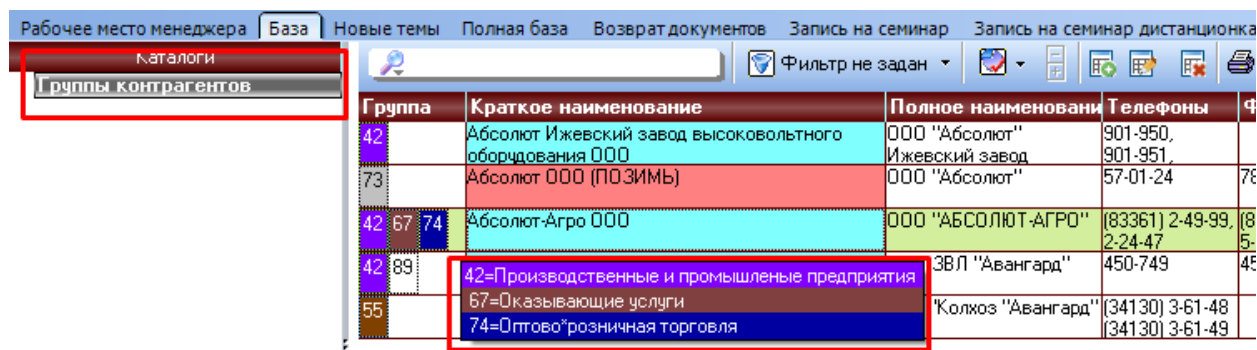 Рабочее место менеджера База Новые темы Полная база Возврат документов Запись на семинар Запись на семинар дистанционка
Каталоги
Группы контрагентов
Фильтр не задан
Группа Краткое наименование Полное наименовани Телефоны
42 Абсолют Ижевский завод высоковольтного ООО "Абсолют" 901-950,
оборудования ООО Ижевский завод 901-951,
73 Абсолют ООО (ПОЗИМЬ) ООО "Абсолют" 57-01-24 78
42 67 74 Абсолют-Агро ООО ООО "АБСОЛЮТ-АГРО" (83361) 2-49-99, (8
2-24-47 5-
42 89 ЗВЛ "Авангард" 450-749 45
42=Производственные и промышленые предприятия
67=Оказывающие услуги
55 "Колхоз "Авангард" (34130) 3-61-48
74=Оптово*розничная торговля (34130) 3-61-49